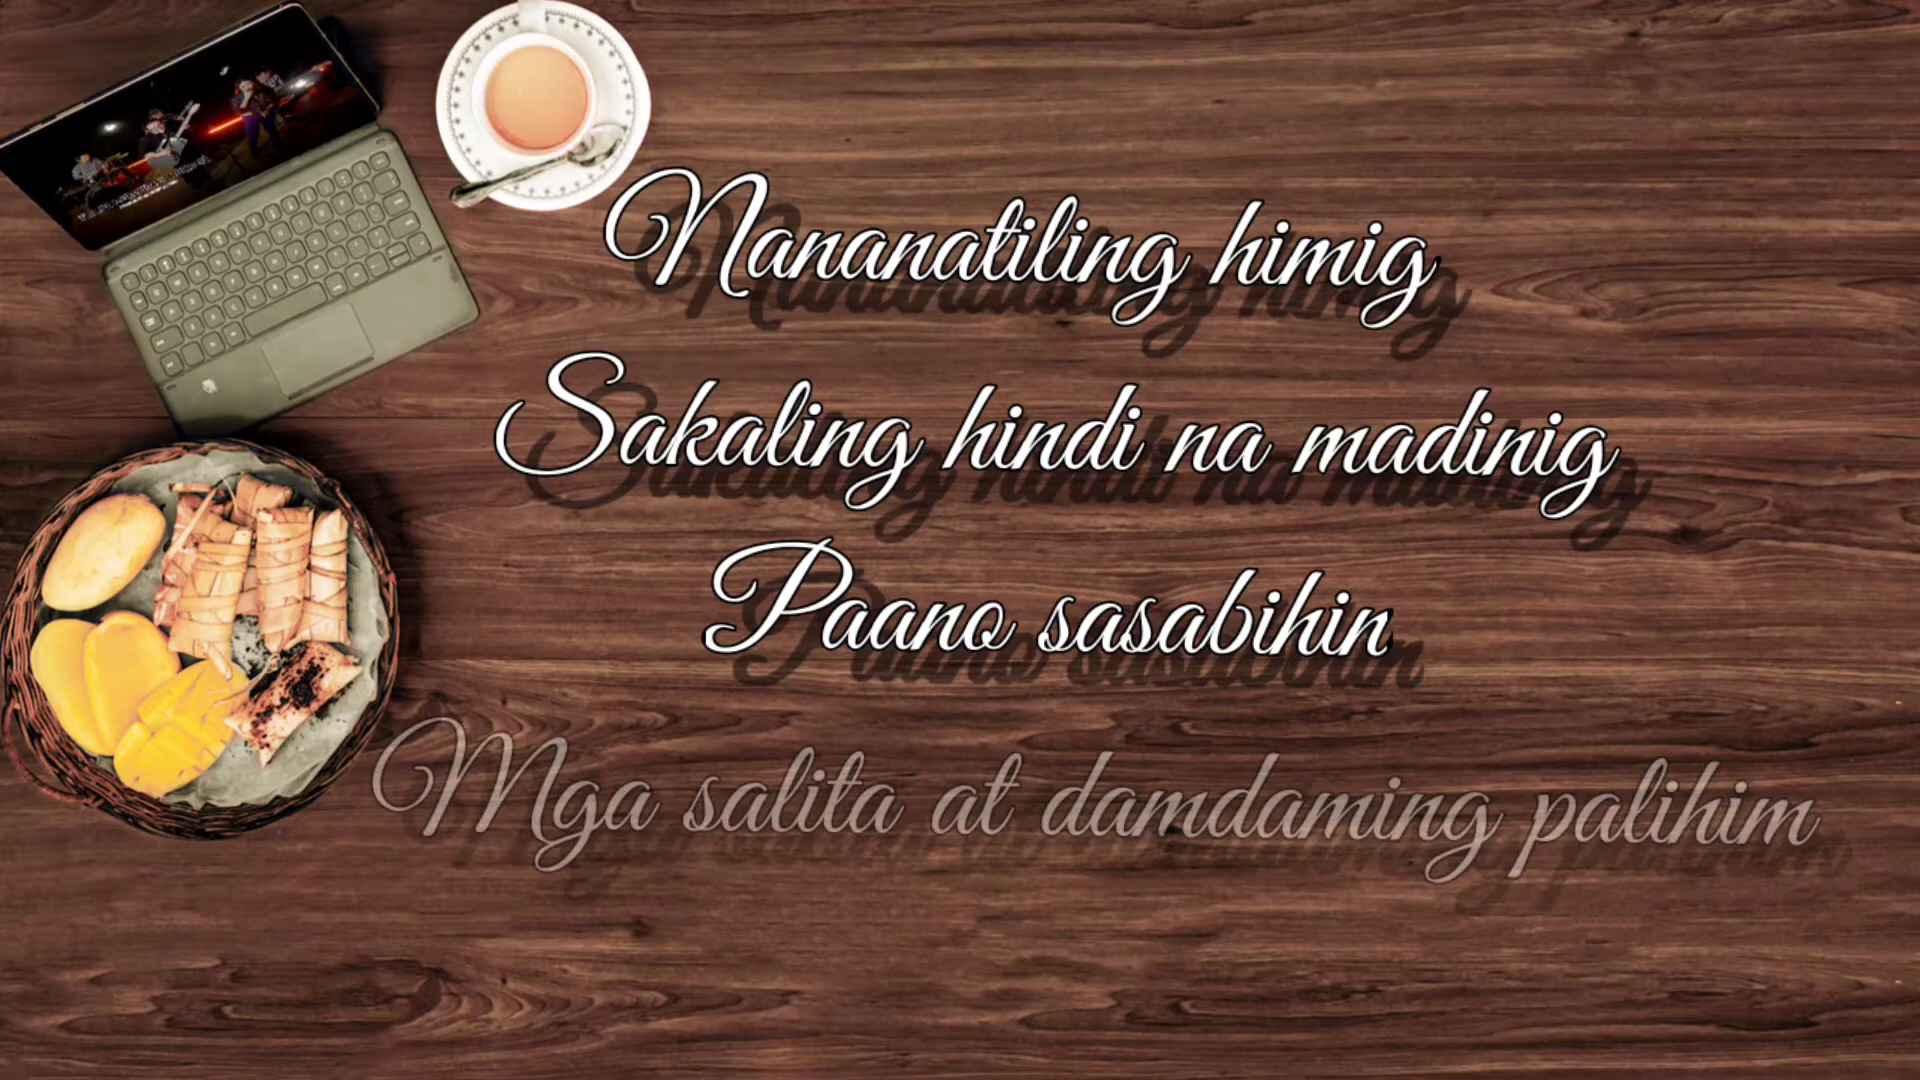 Nananatiling himig
Sakaling hindi na madinig
Paano sasabihin
Mga salita at damdaming palihim